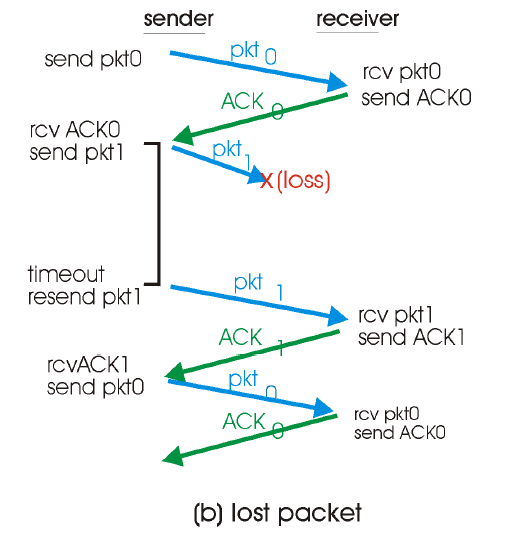 sender
receiver
send pkt0
pkt 0
rcv pkt0
send ACK0
ACK 0
rcv ACK0
send pkt1
pkt 1
X (loss)
timeout
resend pkt1
pkt 1
rcv pkt1
send ACK1
ACK 1
rcvACK1
send pkt0
pkt 0
rcv pkt0
send ACK0
ACK 0
(b) lost packet